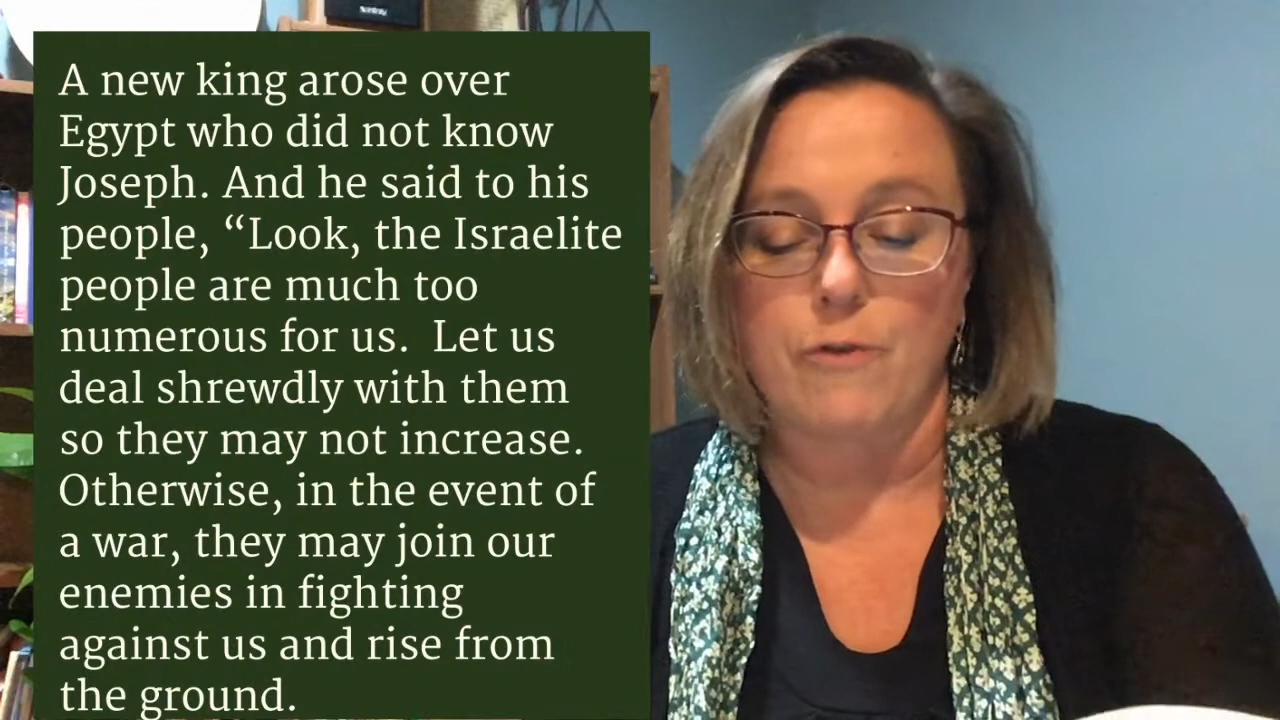 A new king arose over
Egypt who did not know
Joseph. And he said to his
people, “Look, the Israelite
people are much too
numerous for us.  Let us
deal shrewdly with them
so they may not increase.
Otherwise, in the event of
a war, they may join our
enemies in fighting
against us and rise from
the ground.